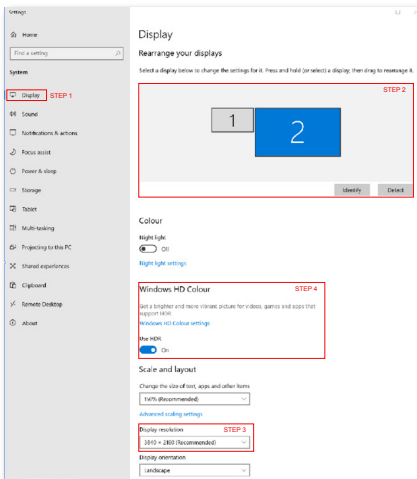 Settings
Home
Find a setting
System
Display STEP 1
Sound
Notifications & actions
Focus assist
Power & sleep
Storage
Tablet
Multi-tasking
Projecting to this PC
Shared experiences
Clipboard
Remote Desktop
About
Display
Rearrange your displays
Select a display below to change the settings for it. Press and hold (or select) a display, then drag to rearrange it.
STEP 2
1
2
Identify Detect
Colour
Night light
Off
Night light settings
Windows HD Colour STEP 4
Get a brighter and more vibrant picture for videos, games and apps that
support HDR.
Windows HD Colour settings
Use HDR
On
Scale and layout
Change the size of text, apps and other items
150% (Recommended)
Advanced scaling settings
Display resolution STEP 3
3840 × 2160 (Recommended)
Display orientation
Landscape